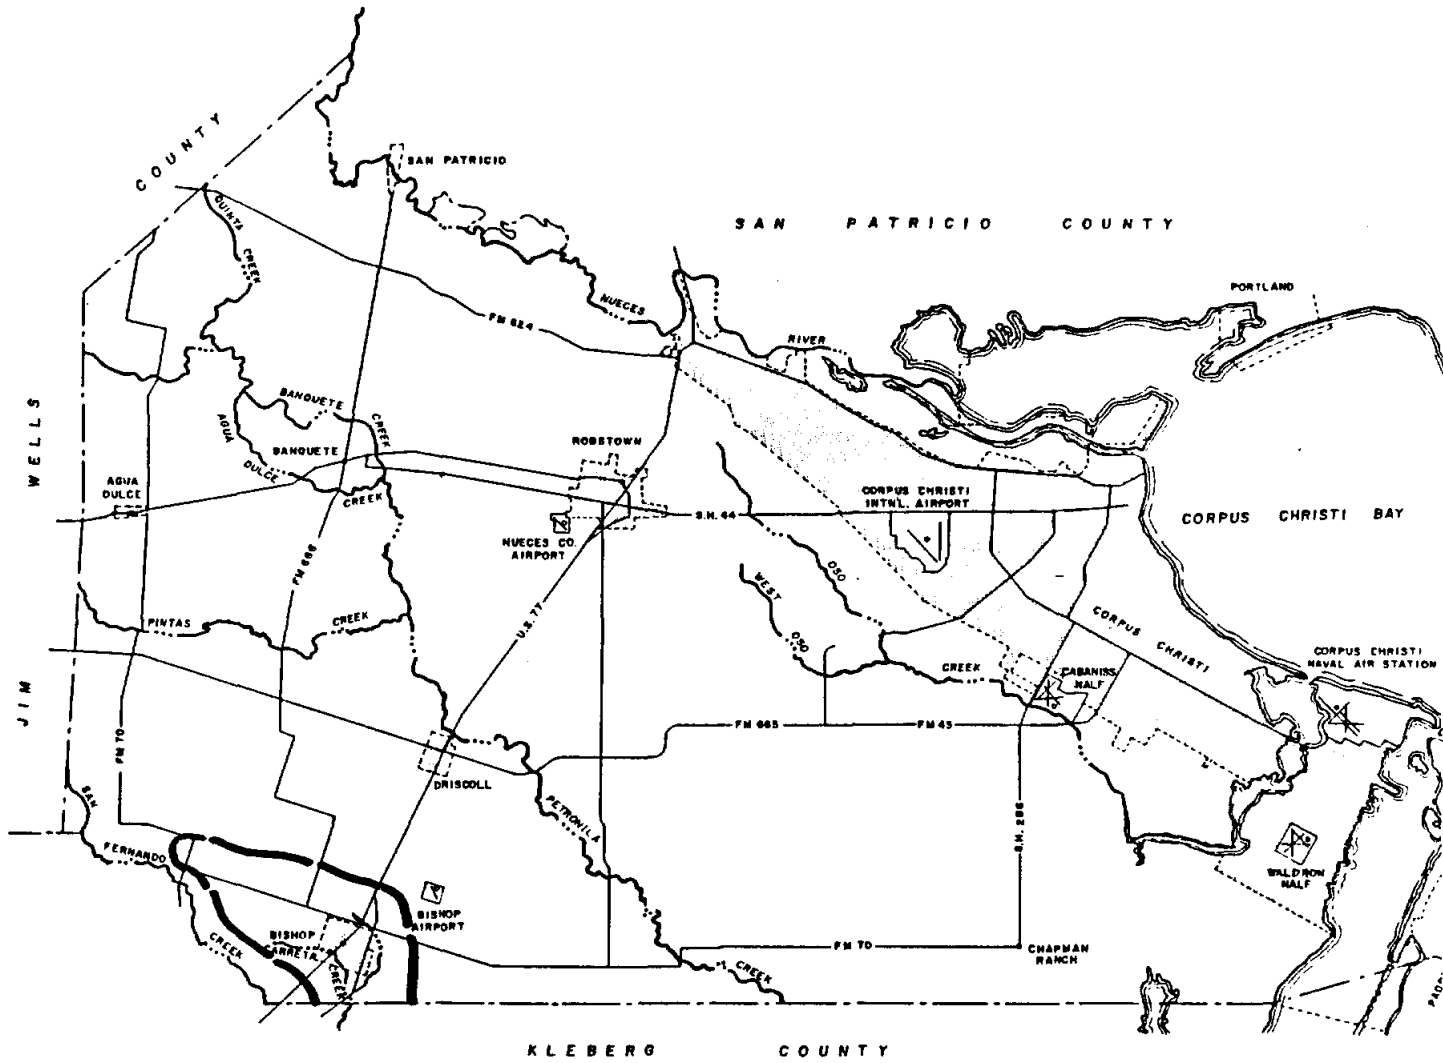 COUNTY
SAN PATRICIO
QUINTA
CREEK
SAN PATRICIO COUNTY
PORTLAND
NUECES
FM 624
RIVER
WELLS
BANQUETE
CREEK
AGUA
BANQUETE
ROBSTOWN
DULCE
CREEK
AGUA
DULCE
CORPUS CHRISTI
INTNL. AIRPORT
S.H. 44
CORPUS CHRISTI BAY
NUECES CO.
AIRPORT
FM 666
OSO
WEST
OSO
U.S. 77
PINTAS
CREEK
CORPUS CHRISTI
CREEK
CORPUS CHRISTI
NAVAL AIR STATION
CABANISS
NALF
JIM
FM 70
FM 665
FM 43
DRISCOLL
SAN
PETRONILA
S.H. 286
FERNANDO
WALDRON
NALF
BISHOP
AIRPORT
BISHOP
CARRETA
CREEK
CREEK
FM 70
CHAPMAN
RANCH
CREEK
KLEBERG COUNTY